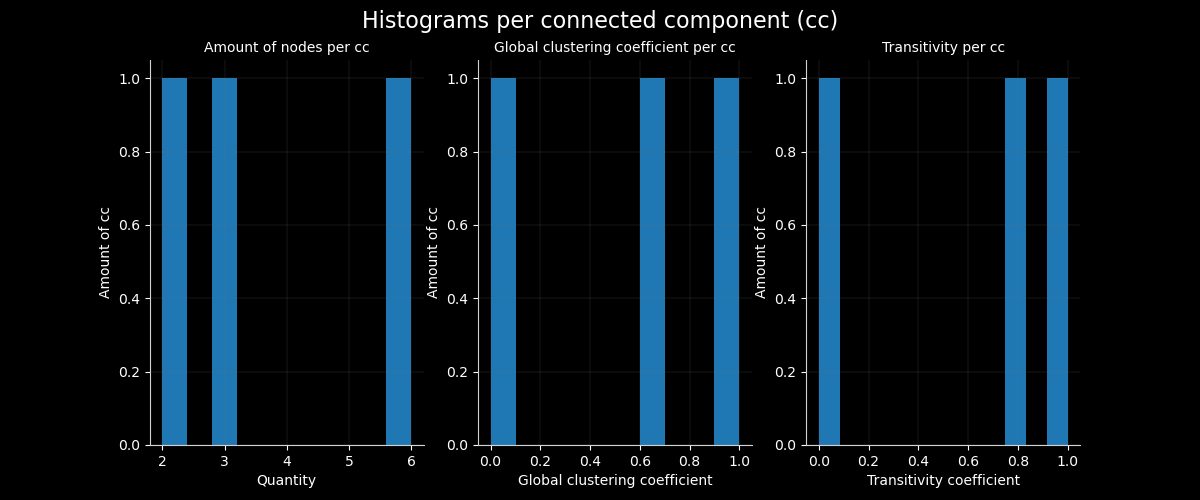 Histograms per connected component (cc)
Amount of nodes per cc
Amount of cc
1.0
0.8
0.6
0.4
0.2
0.0
2 3 4 5 6
Quantity
Global clustering coefficient per cc
Amount of cc
1.0
0.8
0.6
0.4
0.2
0.0
0.0 0.2 0.4 0.6 0.8 1.0
Global clustering coefficient
Transitivity per cc
Amount of cc
1.0
0.8
0.6
0.4
0.2
0.0
0.0 0.2 0.4 0.6 0.8 1.0
Transitivity coefficient